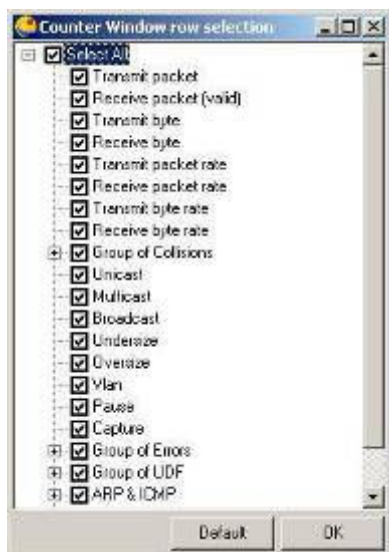 Counter Window row selection
Select All
Transmit packet
Receive packet (valid)
Transmit byte
Receive byte
Transmit packet rate
Receive packet rate
Transmit byte rate
Receive byte rate
Group of Collisions
Unicast
Multicast
Broadcast
Undersize
Oversize
Vlan
Pause
Capture
Group of Errors
Group of UDF
ARP & ICMP
Default OK